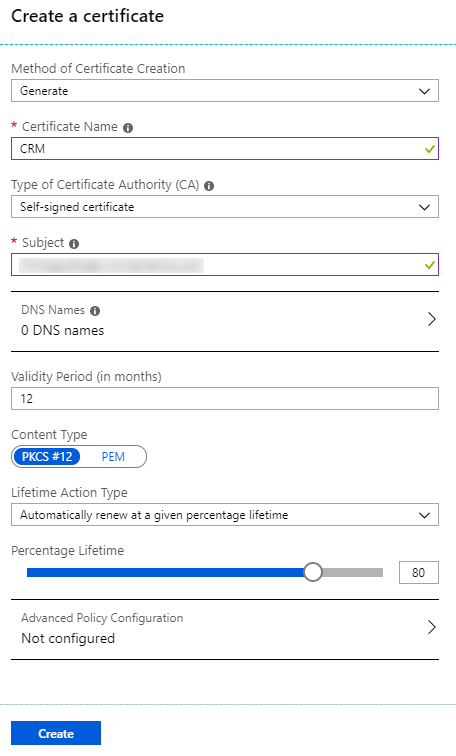 Create a certificate
Method of Certificate Creation
Generate
* Certificate Name
CRM
Type of Certificate Authority (CA)
Self-signed certificate
* Subject
DNS Names
0 DNS names
Validity Period (in months)
12
Content Type
PKCS #12 PEM
Lifetime Action Type
Automatically renew at a given percentage lifetime
Percentage Lifetime
80
Advanced Policy Configuration
Not configured
Create